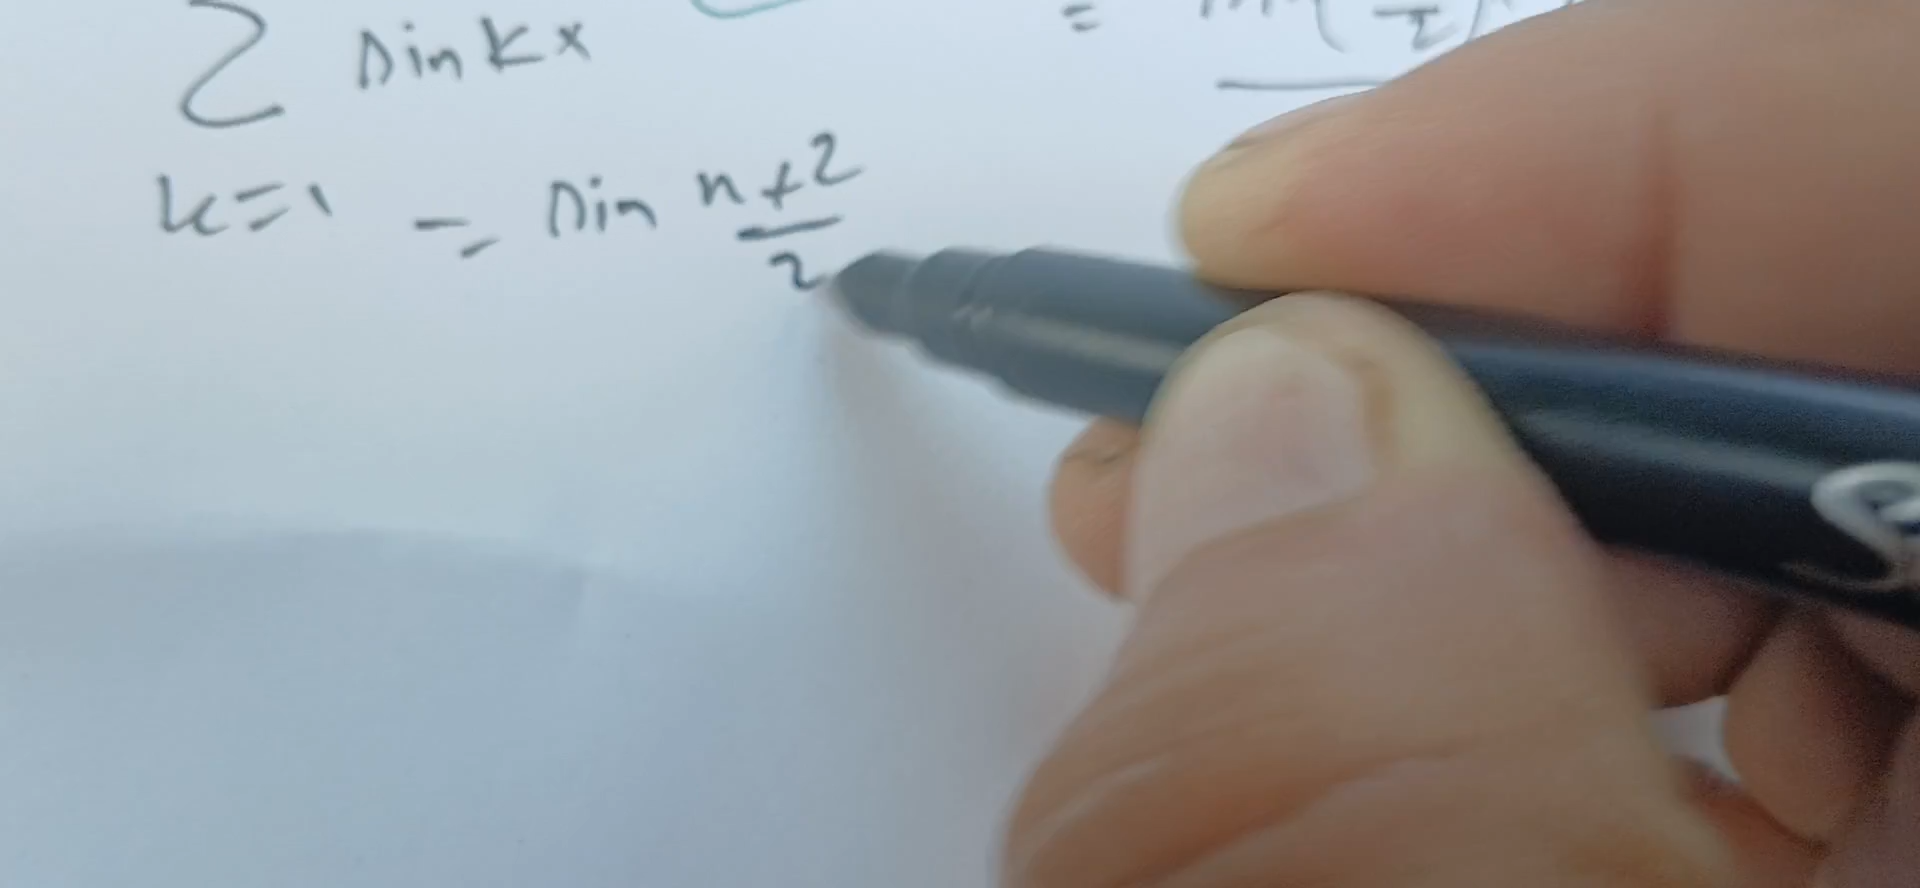 ∑ sin kx
k=1 = sin n+2/2
=